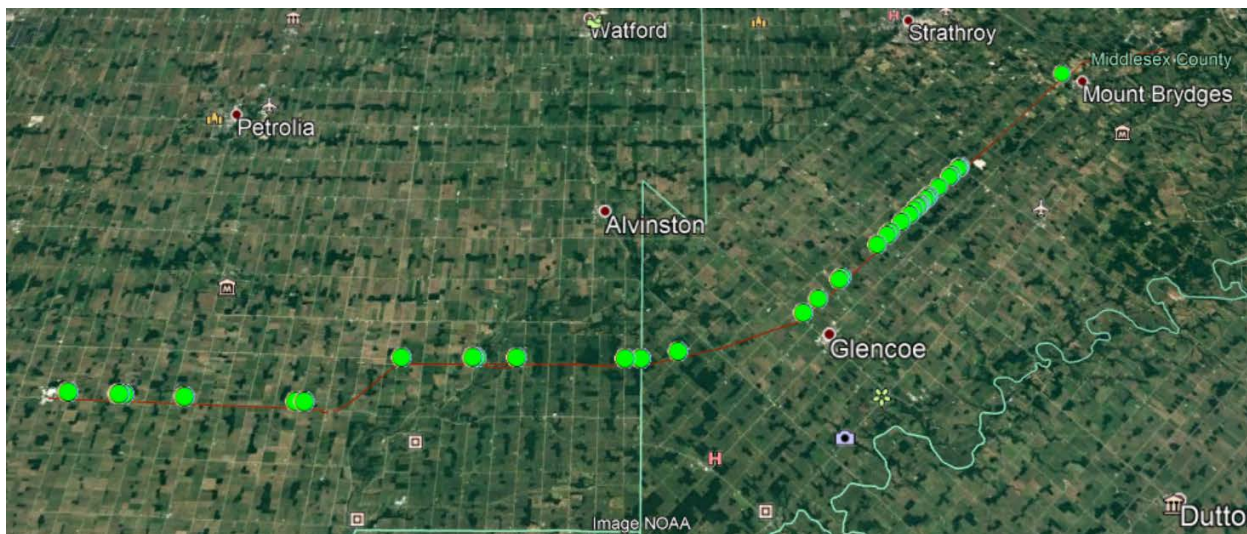 Watford
Strathroy
Middlesex County
Mount Brydges
Petrolia
Alvinston
Glencoe
H
Image NOAA
Dutto